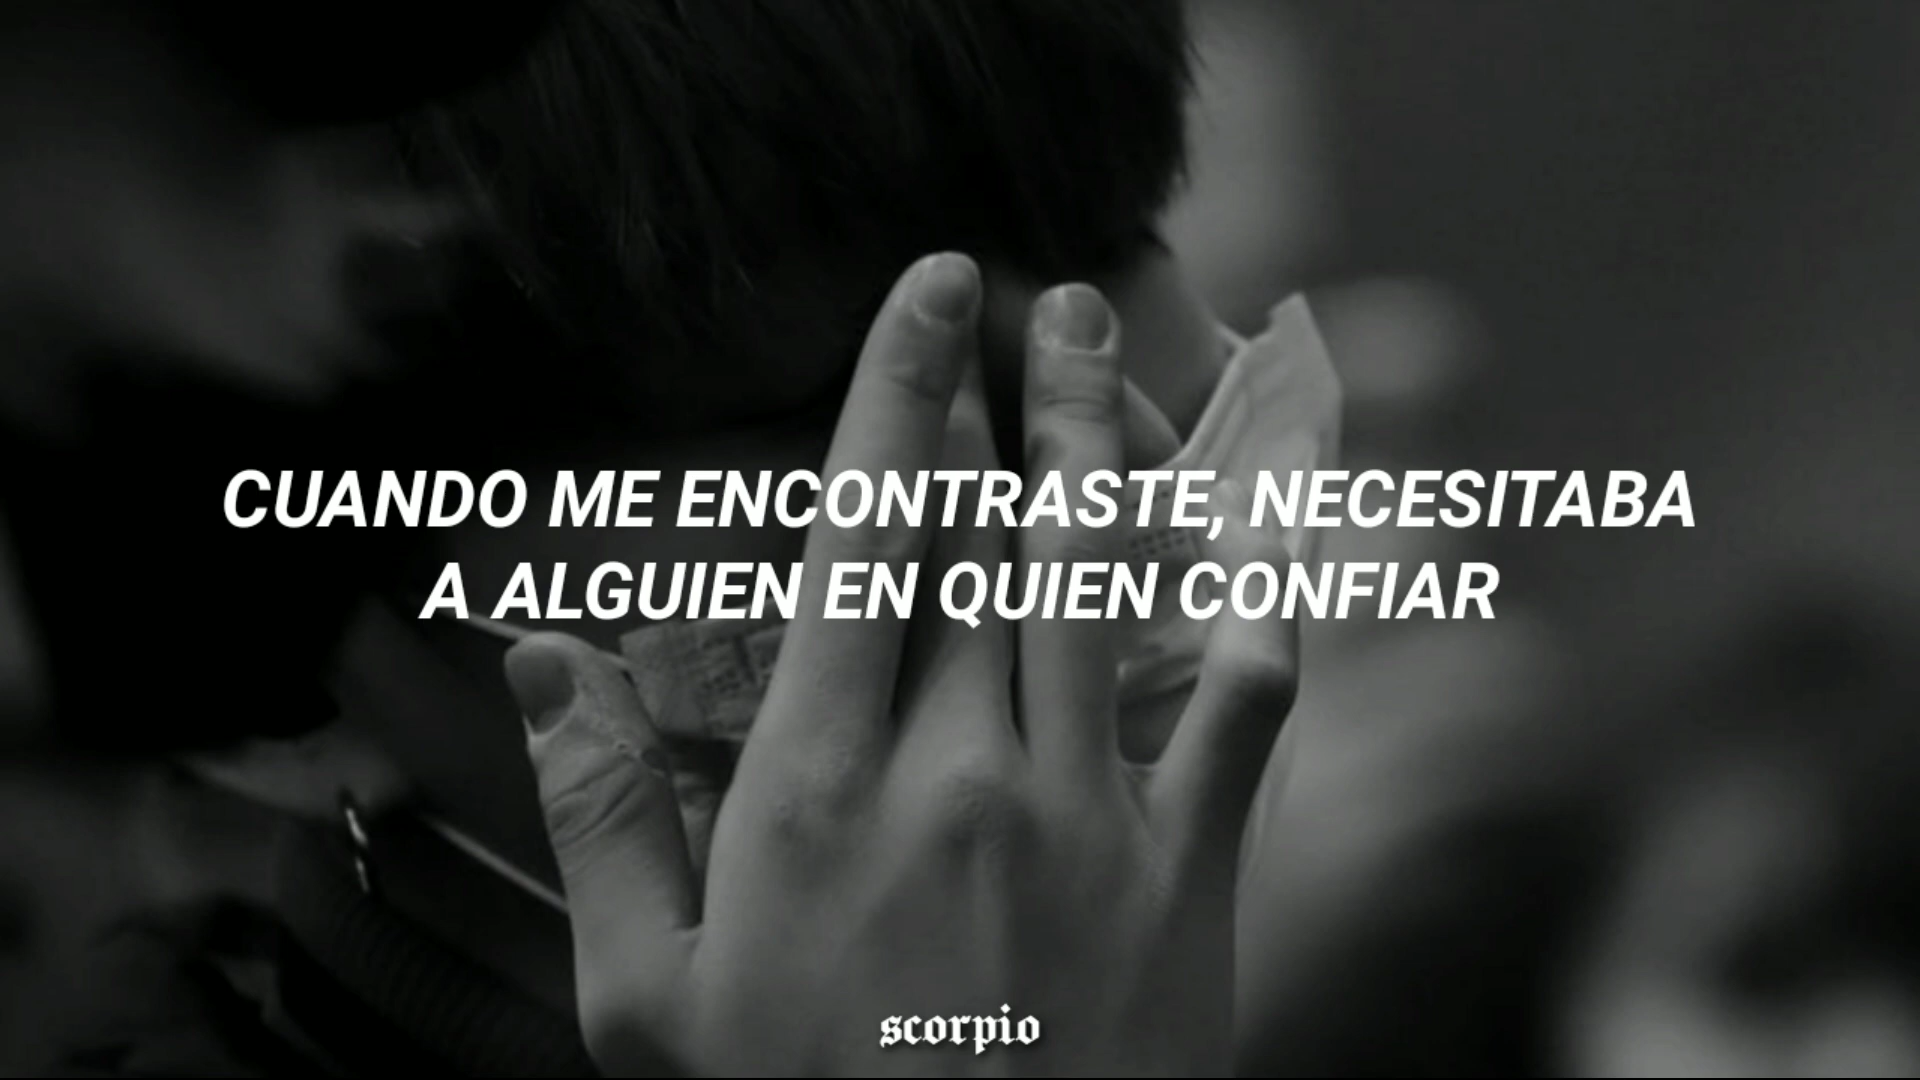 CUANDO ME ENCONTRASTE, NECESITABA
A ALGUIEN EN QUIEN CONFIAR
scorpio